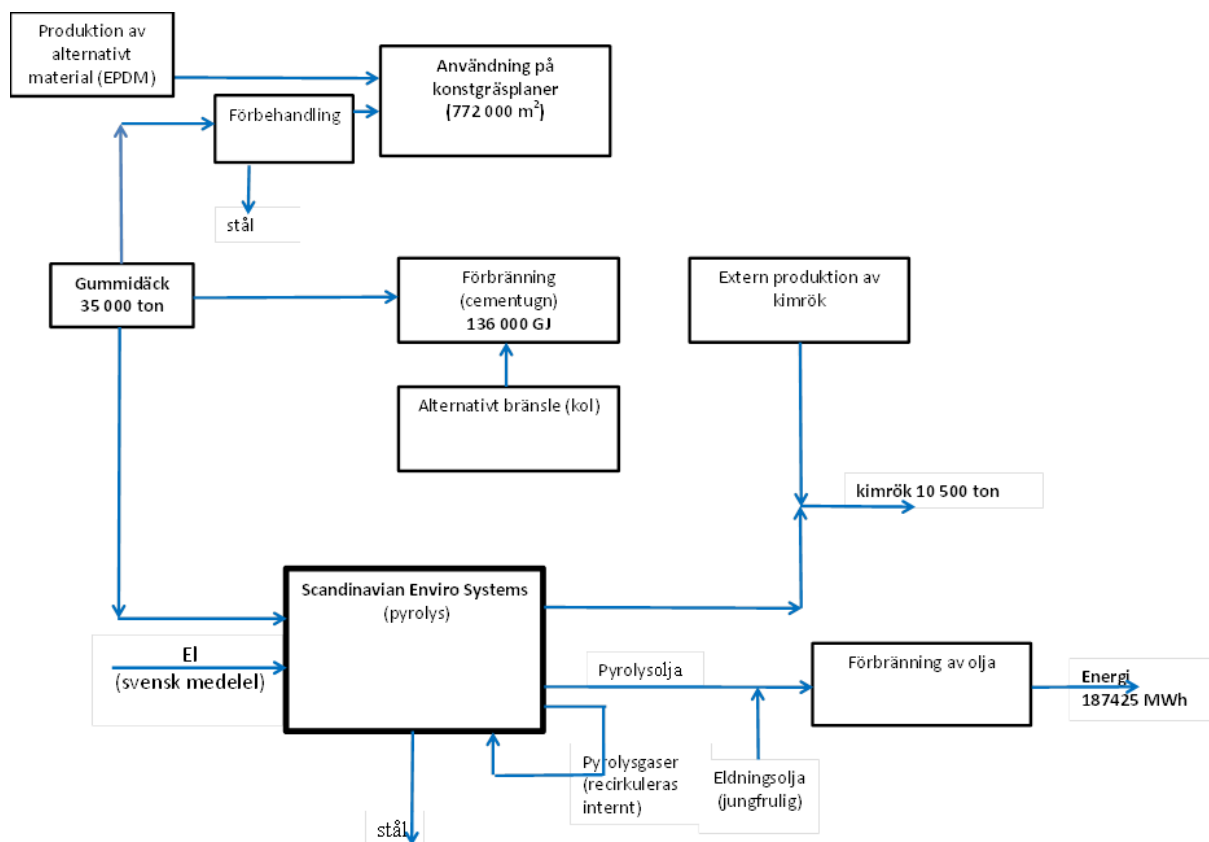 Produktion av
alternativt
material (EPDM)
Användning på
konstgräsplaner
(772 000 m²)
Förbehandling
stål
Gummidäck
35 000 ton
Förbränning
(cementugn)
136 000 GJ
Extern produktion av
kimrök
Alternativt bränsle (kol)
kimrök 10 500 ton
Scandinavian Enviro Systems
(pyrolys)
El
(svensk medelel)
Pyrolysolja
Förbränning av olja
Energi
187425 MWh
Pyrolysgaser
(recirkuleras
internt)
Eldningsolja
(jungfrulig)
stål